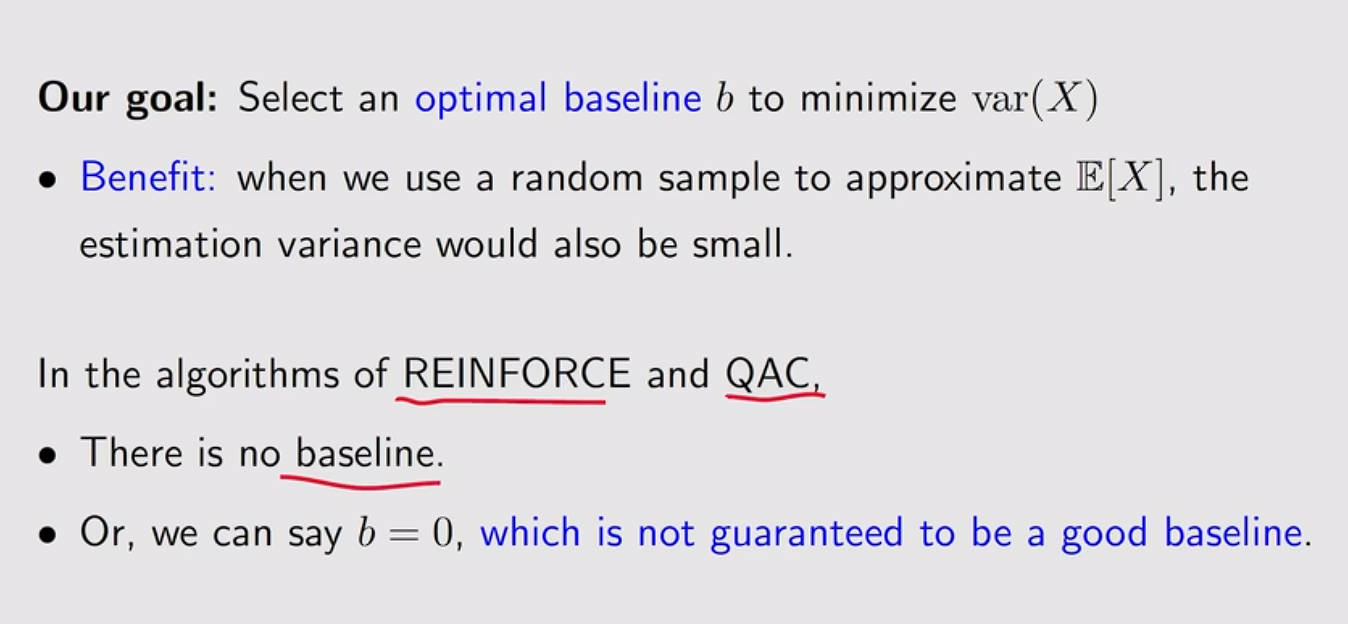 Our goal: Select an optimal baseline b to minimize var(X)
• Benefit: when we use a random sample to approximate 𝔼[X], the
estimation variance would also be small.
In the algorithms of REINFORCE and QAC,
• There is no baseline.
• Or, we can say b = 0, which is not guaranteed to be a good baseline.